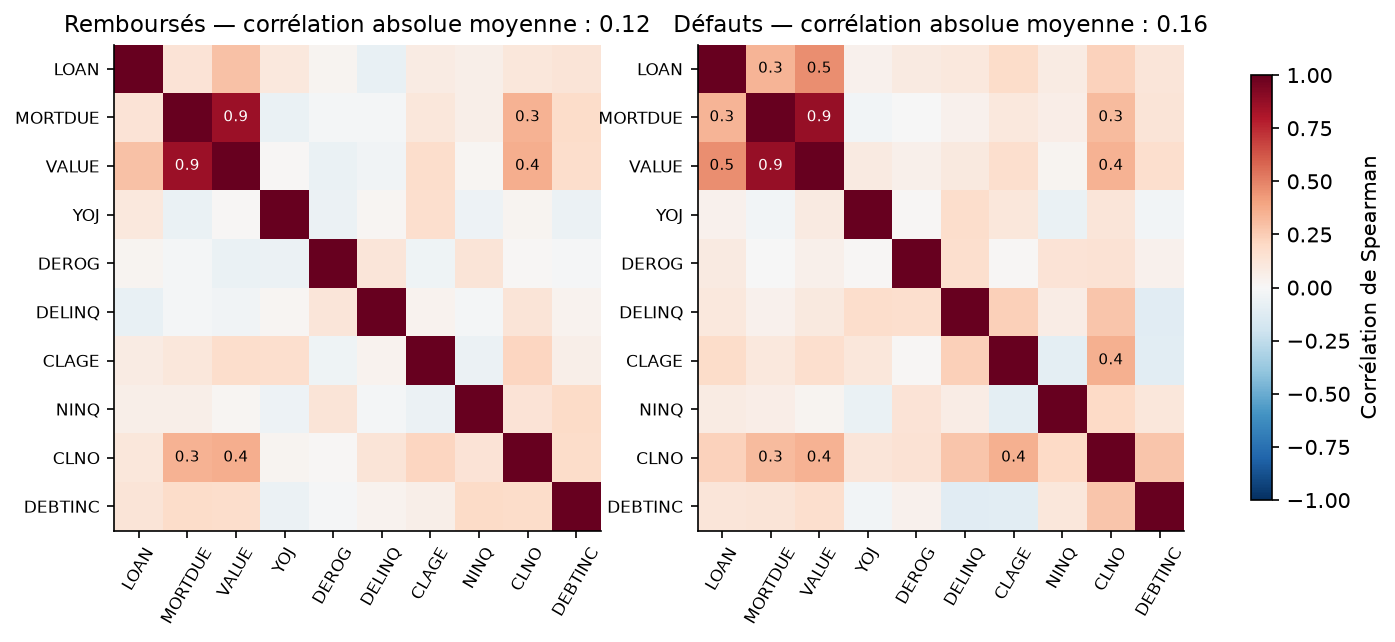 Remboursés — corrélation absolue moyenne : 0.12
LOAN
MORTDUE 0.9 0.3
VALUE 0.9 0.4
YOJ
DEROG
DELINQ
CLAGE
NINQ
CLNO 0.3 0.4
DEBTINC
LOAN MORTDUE VALUE YOJ DEROG DELINQ CLAGE NINQ CLNO DEBTINC
Défauts — corrélation absolue moyenne : 0.16
LOAN 0.3 0.5
MORTDUE 0.3 0.9 0.3
VALUE 0.5 0.9 0.4
YOJ
DEROG
DELINQ
CLAGE 0.4
NINQ
CLNO 0.3 0.4 0.4
DEBTINC
LOAN MORTDUE VALUE YOJ DEROG DELINQ CLAGE NINQ CLNO DEBTINC
1.00
0.75
0.50
0.25
0.00
−0.25
−0.50
−0.75
−1.00
Corrélation de Spearman